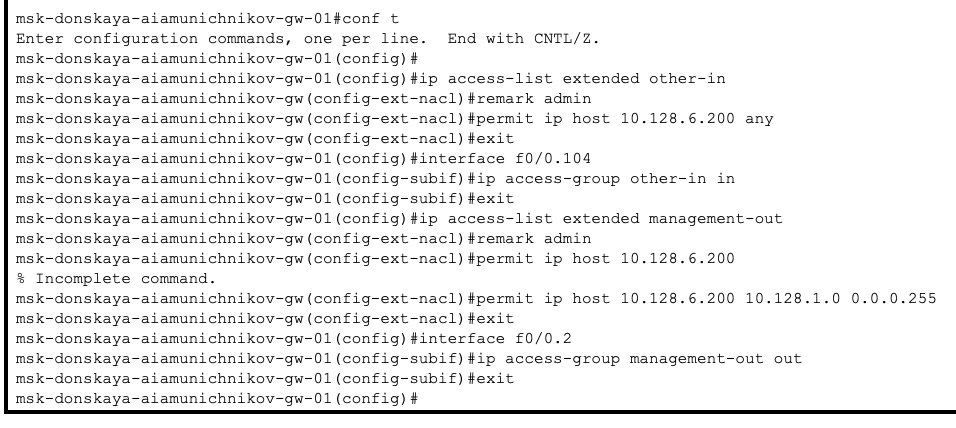 msk-donskaya-aiamunichnikov-gw-01#conf t
Enter configuration commands, one per line.  End with CNTL/Z.
msk-donskaya-aiamunichnikov-gw-01(config)#
msk-donskaya-aiamunichnikov-gw-01(config)#ip access-list extended other-in
msk-donskaya-aiamunichnikov-gw(config-ext-nacl)#remark admin
msk-donskaya-aiamunichnikov-gw(config-ext-nacl)#permit ip host 10.128.6.200 any
msk-donskaya-aiamunichnikov-gw(config-ext-nacl)#exit
msk-donskaya-aiamunichnikov-gw-01(config)#interface f0/0.104
msk-donskaya-aiamunichnikov-gw-01(config-subif)#ip access-group other-in in
msk-donskaya-aiamunichnikov-gw-01(config-subif)#exit
msk-donskaya-aiamunichnikov-gw-01(config)#ip access-list extended management-out
msk-donskaya-aiamunichnikov-gw(config-ext-nacl)#remark admin
msk-donskaya-aiamunichnikov-gw(config-ext-nacl)#permit ip host 10.128.6.200
% Incomplete command.
msk-donskaya-aiamunichnikov-gw(config-ext-nacl)#permit ip host 10.128.6.200 10.128.1.0 0.0.0.255
msk-donskaya-aiamunichnikov-gw(config-ext-nacl)#exit
msk-donskaya-aiamunichnikov-gw-01(config)#interface f0/0.2
msk-donskaya-aiamunichnikov-gw-01(config-subif)#ip access-group management-out out
msk-donskaya-aiamunichnikov-gw-01(config-subif)#exit
msk-donskaya-aiamunichnikov-gw-01(config)#